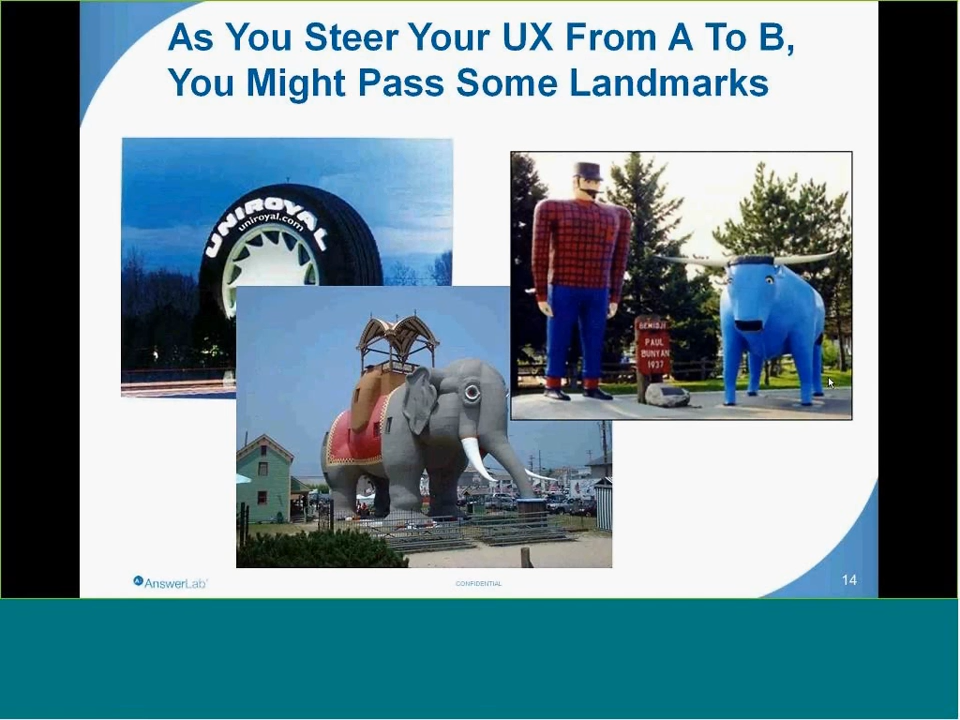 As You Steer Your UX From A To B,
You Might Pass Some Landmarks
UNIROYAL
uniroyal.com
BEMIDJI
PAUL
BUNYAN
1937
AnswerLab
CONFIDENTIAL
14